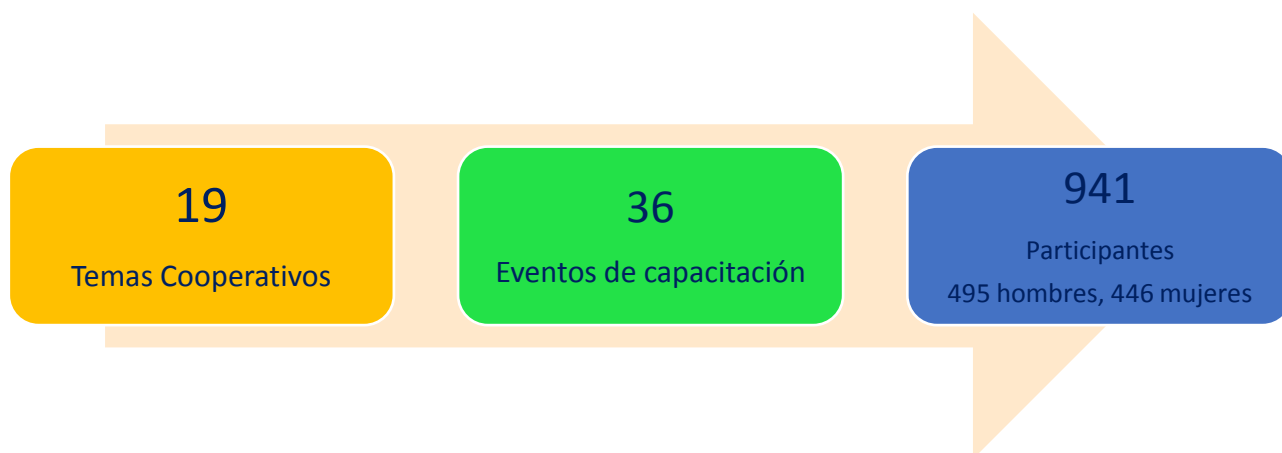 19
Temas Cooperativos
36
Eventos de capacitación
941
Participantes
495 hombres, 446 mujeres